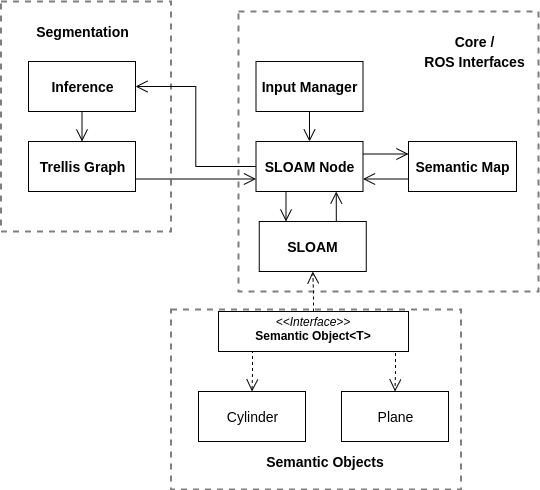 Segmentation
Inference
Trellis Graph
Core /
ROS Interfaces
Input Manager
SLOAM Node
Semantic Map
SLOAM
<<Interface>>
Semantic Object<T>
Cylinder
Plane
Semantic Objects